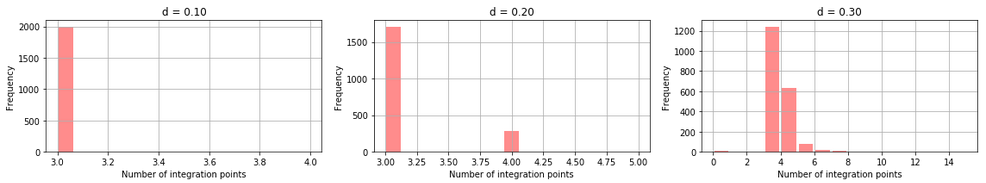 d = 0.10
2000
1500
1000
500
0
Frequency
3.0 3.2 3.4 3.6 3.8 4.0
Number of integration points
d = 0.20
1500
1000
500
0
Frequency
3.00 3.25 3.50 3.75 4.00 4.25 4.50 4.75 5.00
Number of integration points
d = 0.30
1200
1000
800
600
400
200
0
Frequency
0 2 4 6 8 10 12 14
Number of integration points